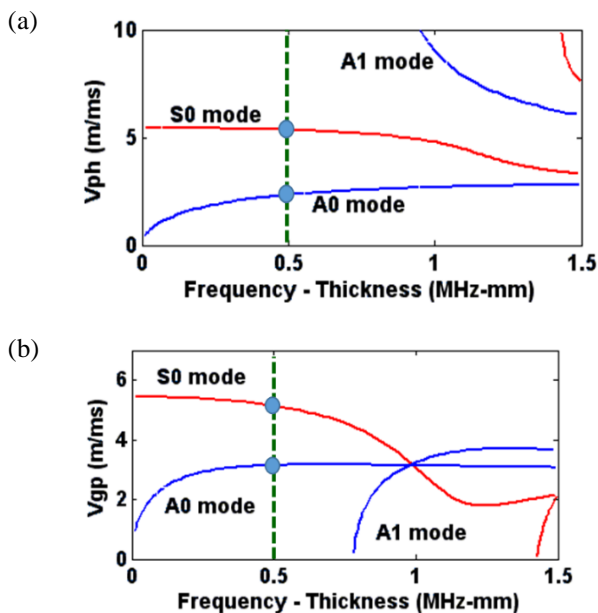 (a)
10
A1 mode
S0 mode
Vph (m/ms)
5
A0 mode
0
0 0.5 1 1.5
Frequency - Thickness (MHz-mm)
(b)
6
S0 mode
Vgp (m/ms)
4
2
A0 mode
A1 mode
0
0 0.5 1 1.5
Frequency - Thickness (MHz-mm)